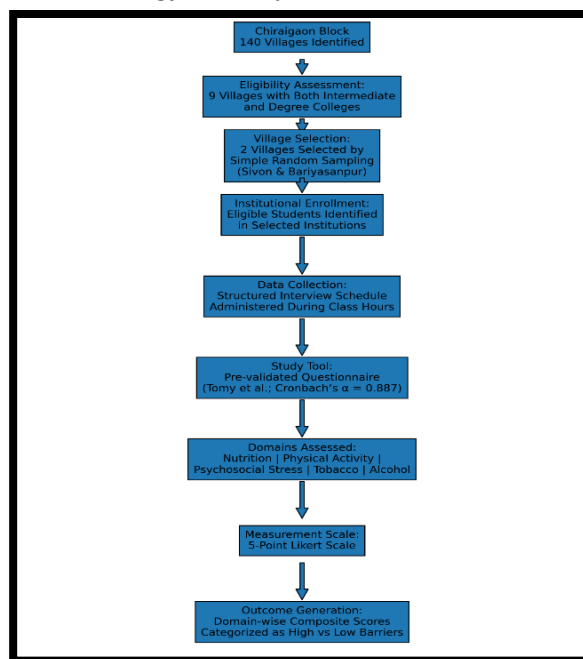 Chiraigaon Block
140 Villages Identified
Eligibility Assessment:
9 Villages with Both Intermediate
and Degree Colleges
Village Selection:
2 Villages Selected by
Simple Random Sampling
(Sivon & Bariyasanpur)
Institutional Enrollment:
Eligible Students Identified
in Selected Institutions
Data Collection:
Structured Interview Schedule
Administered During Class Hours
Study Tool:
Pre-validated Questionnaire
(Tomy et al.; Cronbach's α = 0.887)
Domains Assessed:
Nutrition | Physical Activity |
Psychosocial Stress | Tobacco | Alcohol
Measurement Scale:
5-Point Likert Scale
Outcome Generation:
Domain-wise Composite Scores
Categorized as High vs Low Barriers